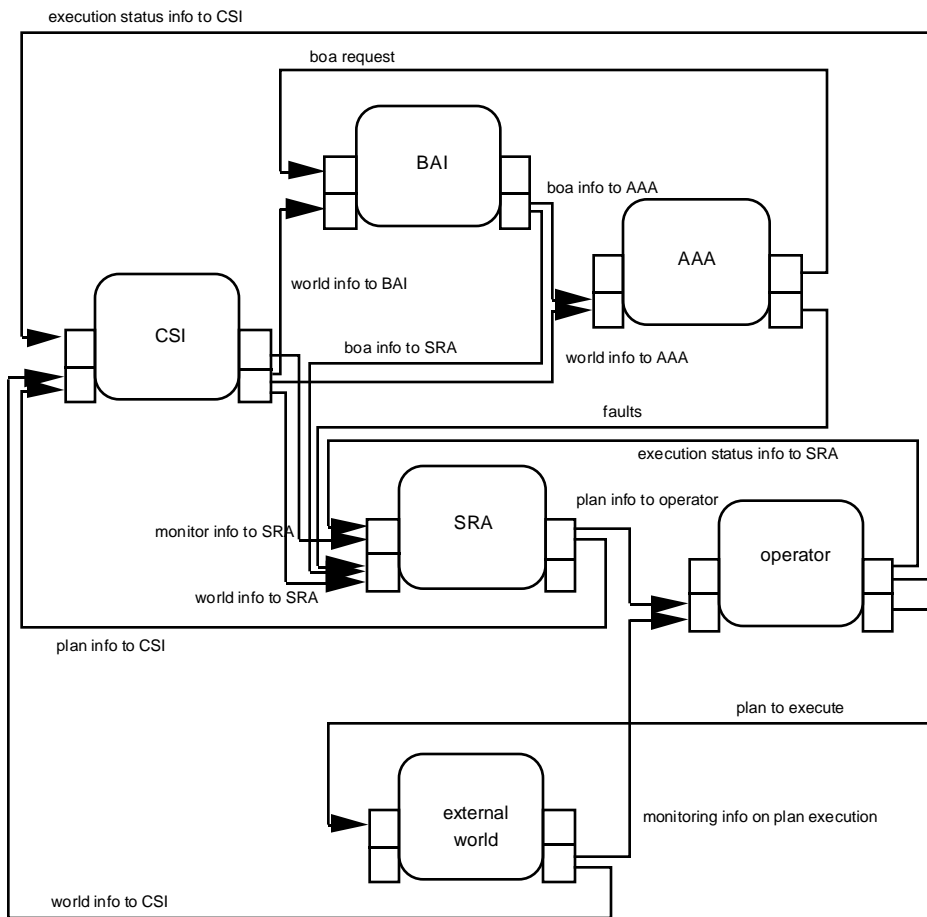 execution status info to CSI
boa request
BAI
boa info to AAA
AAA
world info to BAI
CSI
boa info to SRA
world info to AAA
faults
execution status info to SRA
plan info to operator
SRA
monitor info to SRA
operator
world info to SRA
plan info to CSI
plan to execute
external
world
monitoring info on plan execution
world info to CSI